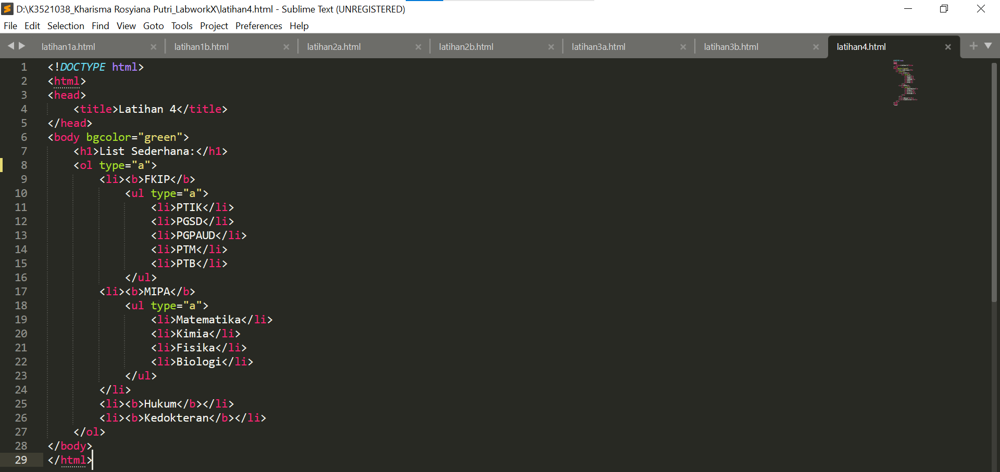 D:\K3521038_Kharisma Rosyiana Putri_LabworkX\latihan4.html - Sublime Text (UNREGISTERED)
File Edit Selection Find View Goto Tools Project Preferences Help
latihan1a.html latihan1b.html latihan2a.html latihan2b.html latihan3a.html latihan3b.html latihan4.html
1 <!DOCTYPE html>
2 <html>
3 <head>
4     <title>Latihan 4</title>
5 </head>
6 <body bgcolor="green">
7     <h1>List Sederhana:</h1>
8     <ol type="a">
9         <li><b>FKIP</b>
10             <ul type="a">
11                 <li>PTIK</li>
12                 <li>PGSD</li>
13                 <li>PGPAUD</li>
14                 <li>PTM</li>
15                 <li>PTB</li>
16             </ul>
17         <li><b>MIPA</b>
18             <ul type="a">
19                 <li>Matematika</li>
20                 <li>Kimia</li>
21                 <li>Fisika</li>
22                 <li>Biologi</li>
23             </ul>
24         </li>
25         <li><b>Hukum</b></li>
26         <li><b>Kedokteran</b></li>
27     </ol>
28 </body>
29 </html>